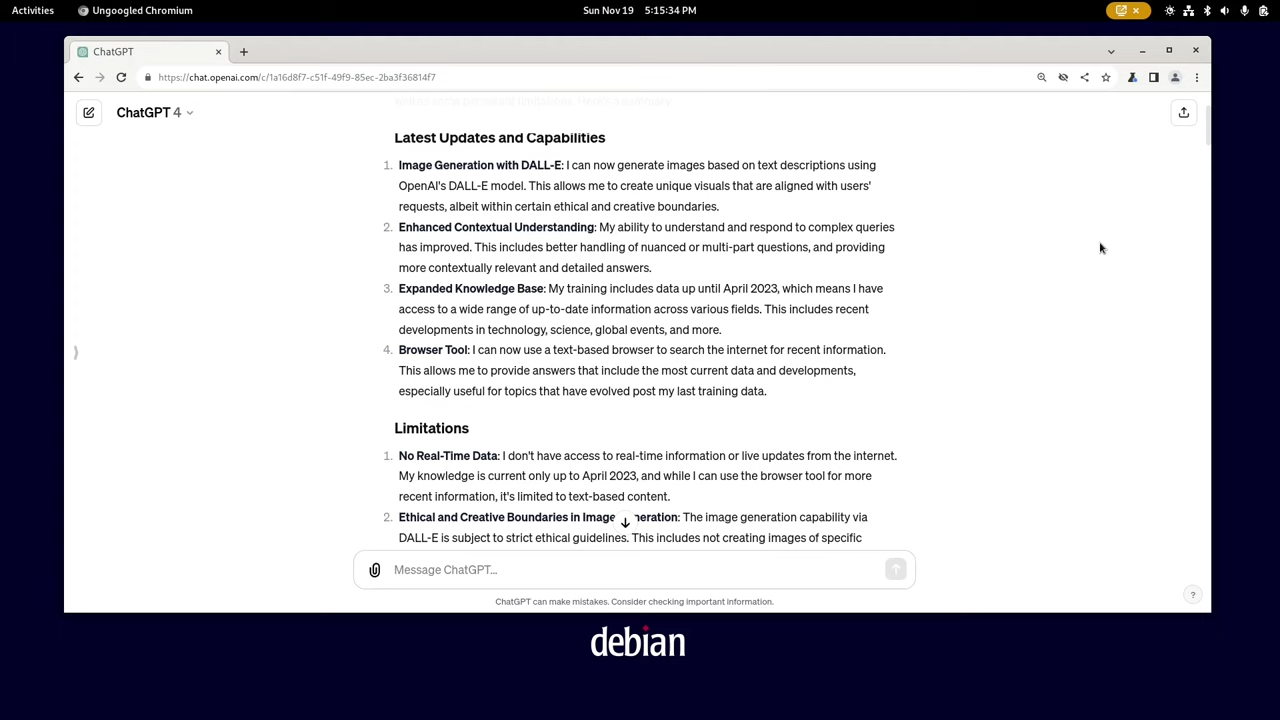 Activities
Ungoogled Chromium
Sun Nov 19 5:15:34 PM
ChatGPT
https://chat.openai.com/c/1a16d8f7-c51f-49f9-85ec-2ba3f36814f7
ChatGPT 4
Latest Updates and Capabilities
1. Image Generation with DALL-E: I can now generate images based on text descriptions using
OpenAI's DALL-E model. This allows me to create unique visuals that are aligned with users'
requests, albeit within certain ethical and creative boundaries.
2. Enhanced Contextual Understanding: My ability to understand and respond to complex queries
has improved. This includes better handling of nuanced or multi-part questions, and providing
more contextually relevant and detailed answers.
3. Expanded Knowledge Base: My training includes data up until April 2023, which means I have
access to a wide range of up-to-date information across various fields. This includes recent
developments in technology, science, global events, and more.
4. Browser Tool: I can now use a text-based browser to search the internet for recent information.
This allows me to provide answers that include the most current data and developments,
especially useful for topics that have evolved post my last training data.
Limitations
1. No Real-Time Data: I don't have access to real-time information or live updates from the internet.
My knowledge is current only up to April 2023, and while I can use the browser tool for more
recent information, it's limited to text-based content.
2. Ethical and Creative Boundaries in Image neration: The image generation capability via
DALL-E is subject to strict ethical guidelines. This includes not creating images of specific
Message ChatGPT...
ChatGPT can make mistakes. Consider checking important information.
?
debian